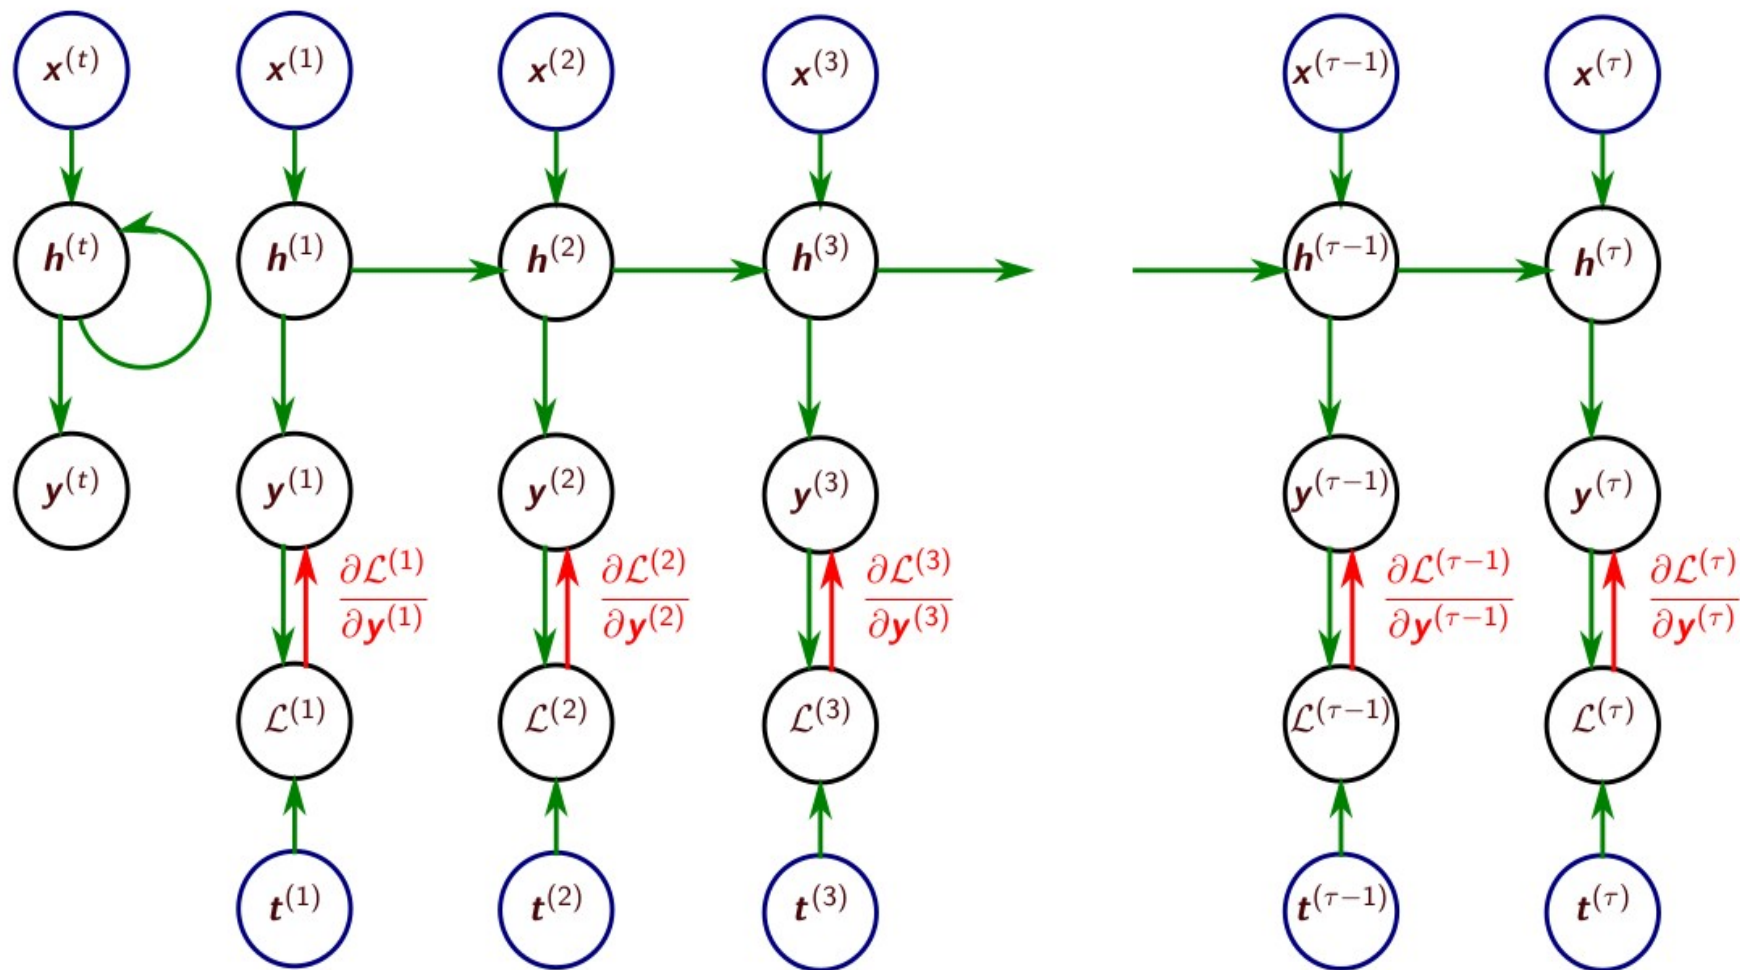 x^(t) x^(1) x^(2) x^(3) x^(τ−1) x^(τ)
h^(t) h^(1) h^(2) h^(3) h^(τ−1) h^(τ)
y^(t) y^(1) y^(2) y^(3) y^(τ−1) y^(τ)
∂ℒ^(1)/∂y^(1) ∂ℒ^(2)/∂y^(2) ∂ℒ^(3)/∂y^(3) ∂ℒ^(τ−1)/∂y^(τ−1) ∂ℒ^(τ)/∂y^(τ)
ℒ^(1) ℒ^(2) ℒ^(3) ℒ^(τ−1) ℒ^(τ)
t^(1) t^(2) t^(3) t^(τ−1) t^(τ)